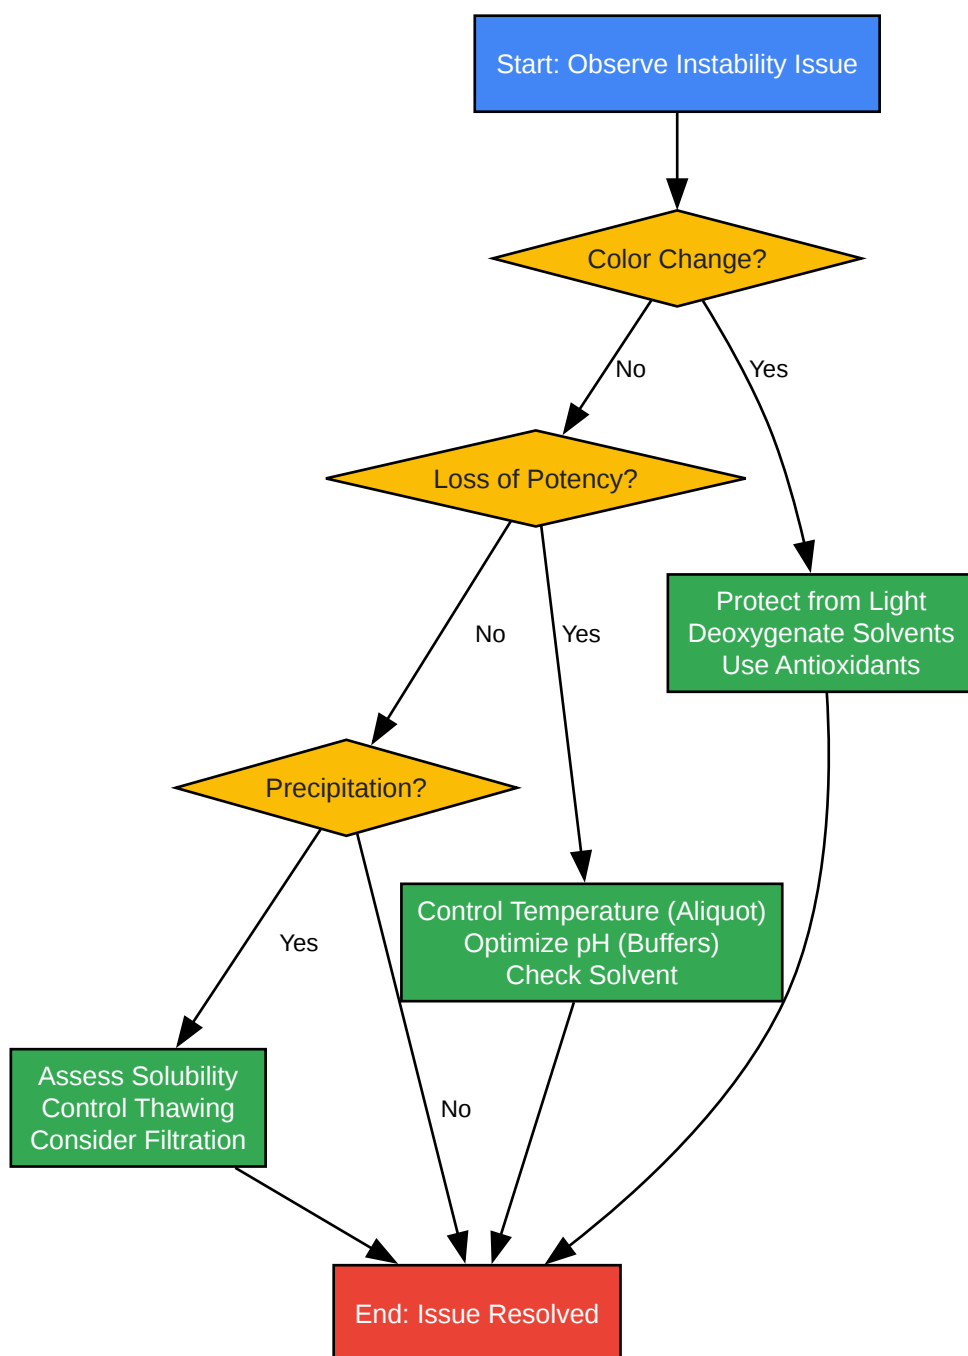 Start: Observe Instability Issue
Color Change?
No
Yes
Loss of Potency?
No
Yes
Protect from Light
Deoxygenate Solvents
Use Antioxidants
Precipitation?
Yes
No
Control Temperature (Aliquot)
Optimize pH (Buffers)
Check Solvent
Assess Solubility
Control Thawing
Consider Filtration
End: Issue Resolved